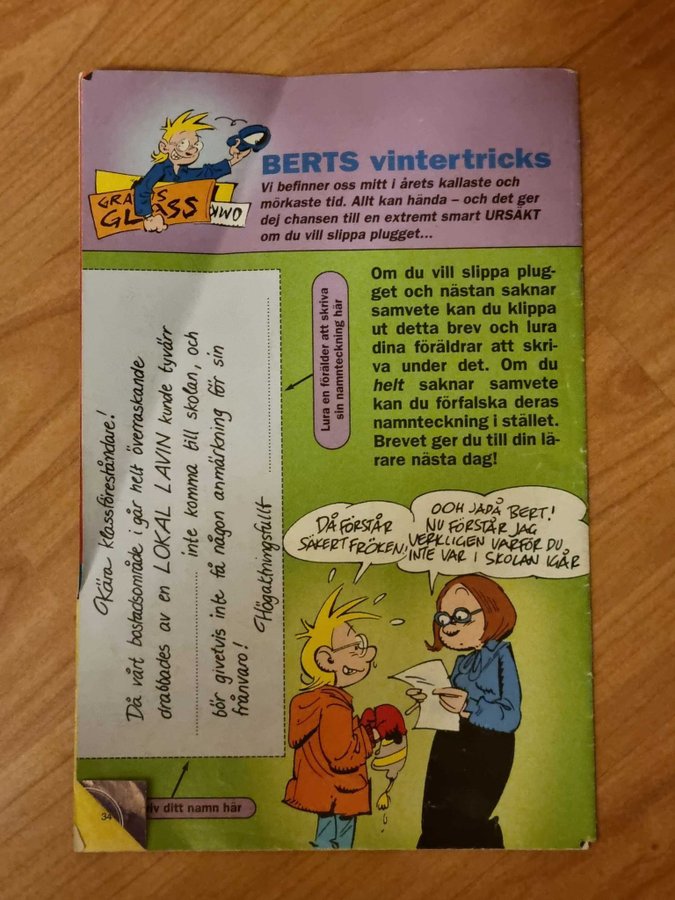 GRATIS
GLASS
BERTS vintertricks
Vi befinner oss mitt i årets kallaste och
mörkaste tid. Allt kan hända – och det ger
dej chansen till en extremt smart URSÄKT
om du vill slippa plugget...
Om du vill slippa plug-
get och nästan saknar
samvete kan du klippa
ut detta brev och lura
dina föräldrar att skri-
va under det. Om du
helt saknar samvete
kan du förfalska deras
namnteckning i stället.
Brevet ger du till din lä-
rare nästa dag!
Lura en förälder att skriva
sin namnteckning här
Kära klassföreståndare!
Då vårt bostadsområde i går helt överraskande
drabbades av en LOKAL LAVIN kunde tyvärr
inte komma till skolan, och
bör givetvis inte få någon anmärkning för sin
frånvaro!
Högaktningsfullt
DÅ FÖRSTÅR
SÄKERT FRÖKEN!
OOH JADÅ BERT!
NU FÖRSTÅR JAG
VERKLIGEN VARFÖR DU
INTE VAR I SKOLAN IGÅR
iv ditt namn här
34